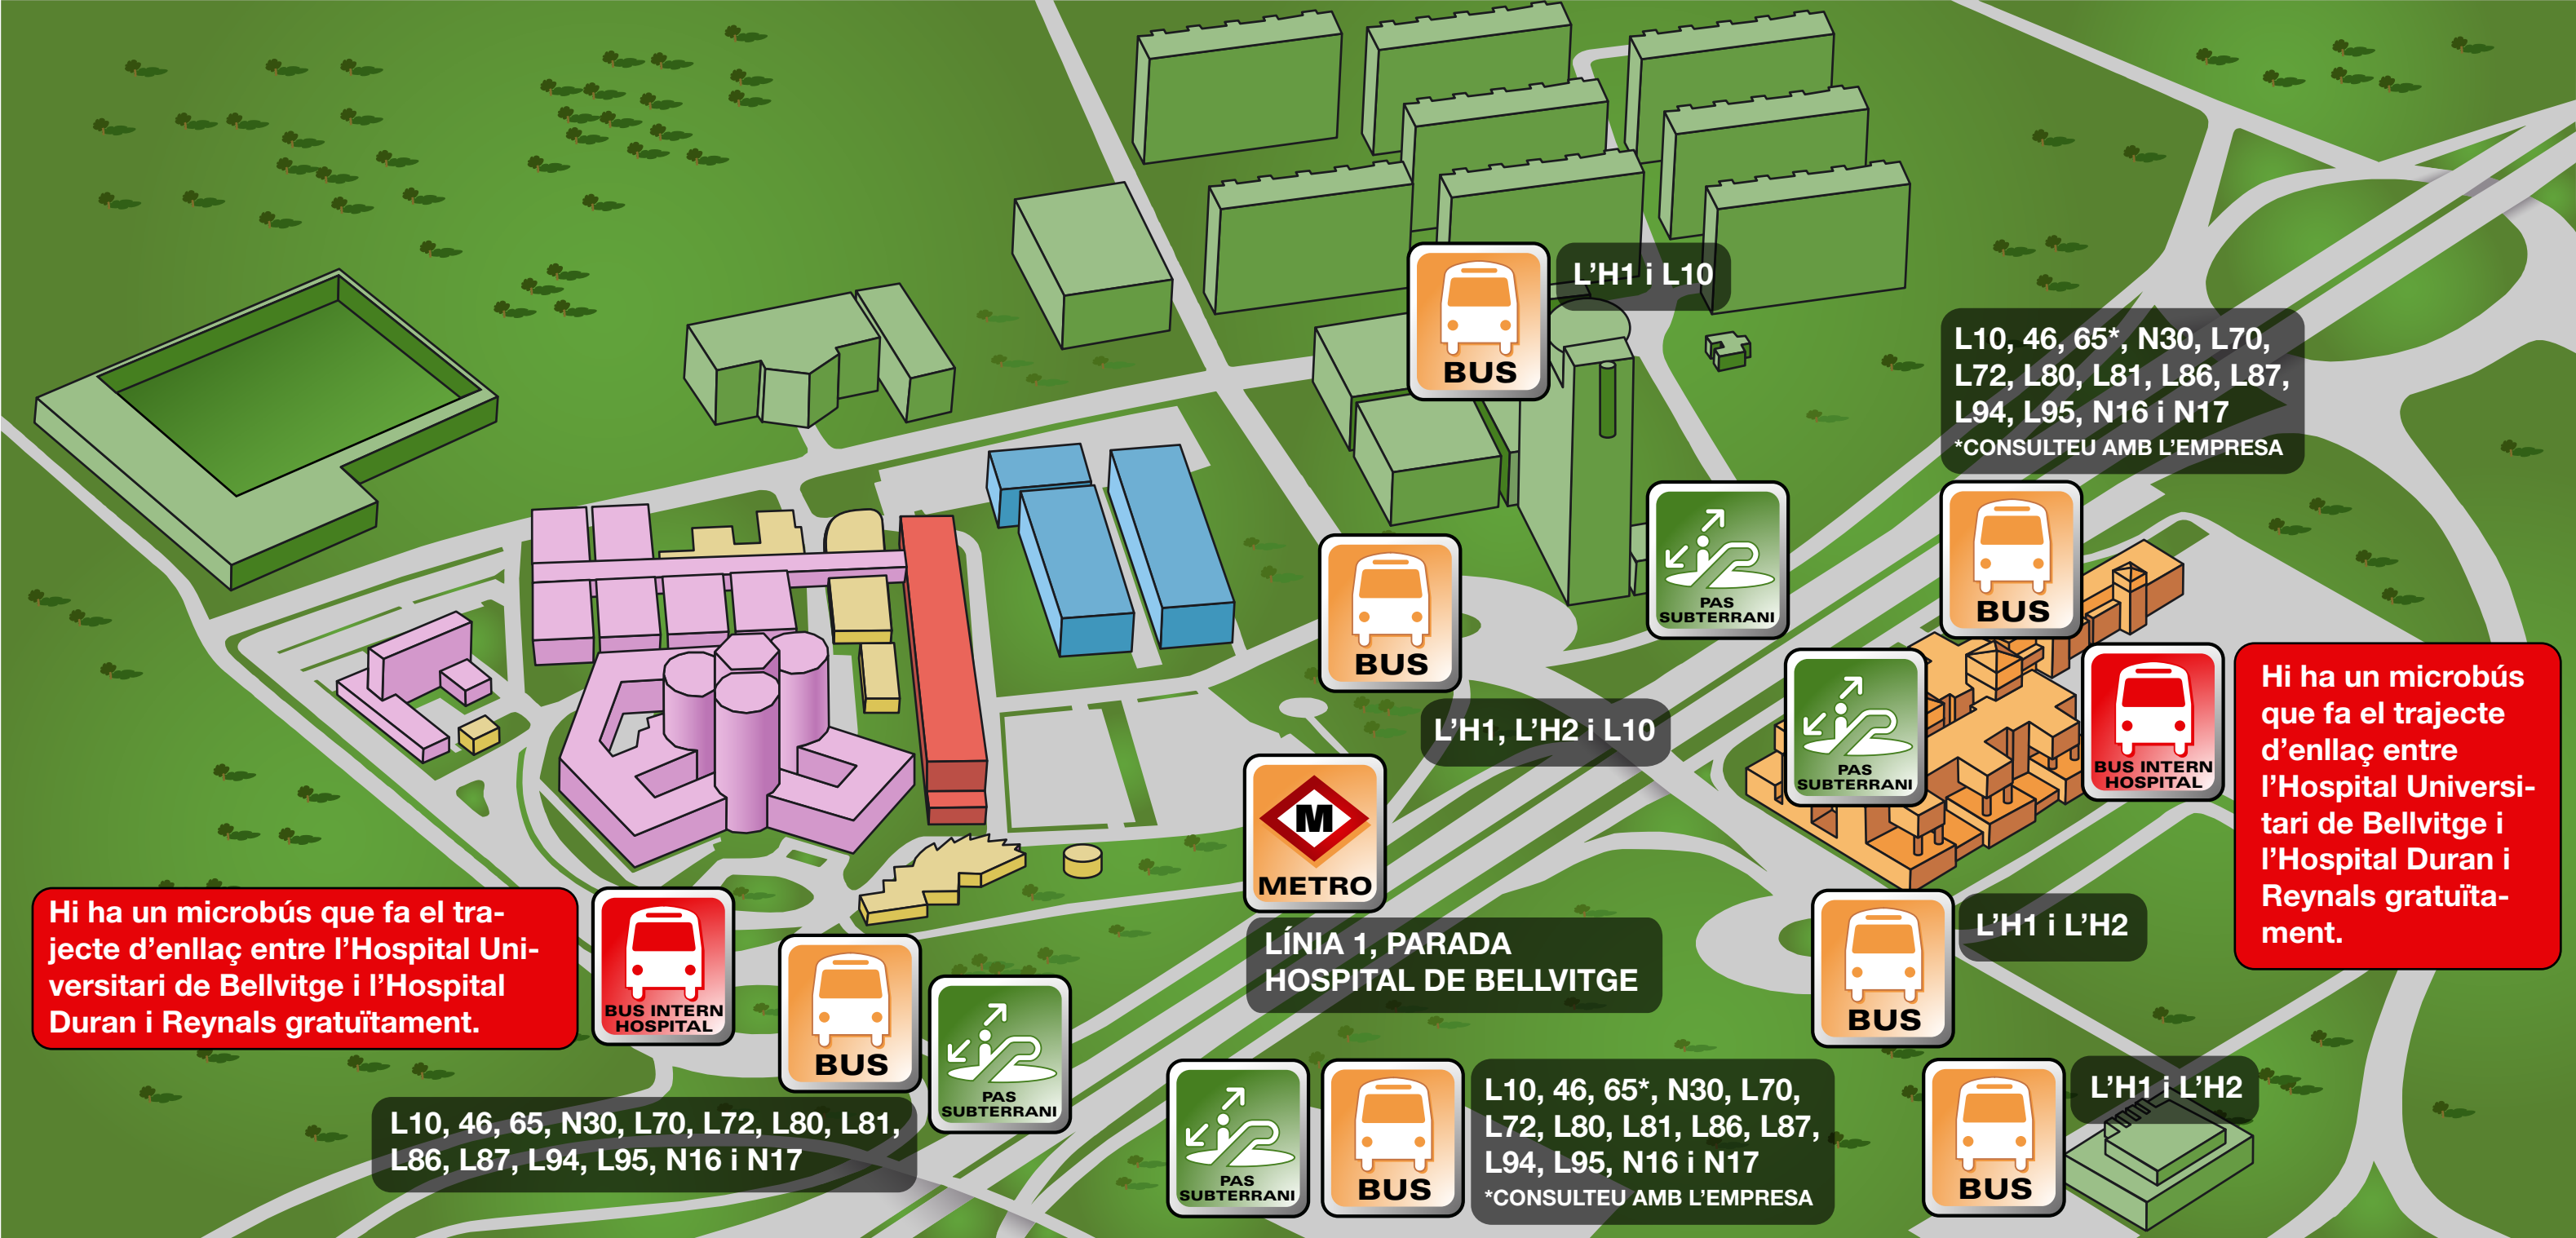 BUS
L'H1 i L10
L10, 46, 65*, N30, L70,
L72, L80, L81, L86, L87,
L94, L95, N16 i N17
*CONSULTEU AMB L'EMPRESA
PAS
SUBTERRANI
BUS
BUS
L'H1, L'H2 i L10
PAS
SUBTERRANI
BUS INTERN
HOSPITAL
Hi ha un microbús
que fa el trajecte
d'enllaç entre
l'Hospital Universi-
tari de Bellvitge i
l'Hospital Duran i
Reynals gratuïta-
ment.
M
METRO
LÍNIA 1, PARADA
HOSPITAL DE BELLVITGE
Hi ha un microbús que fa el tra-
jecte d'enllaç entre l'Hospital Uni-
versitari de Bellvitge i l'Hospital
Duran i Reynals gratuïtament.
BUS INTERN
HOSPITAL
BUS
L10, 46, 65, N30, L70, L72, L80, L81,
L86, L87, L94, L95, N16 i N17
PAS
SUBTERRANI
BUS
L'H1 i L'H2
PAS
SUBTERRANI
BUS
L10, 46, 65*, N30, L70,
L72, L80, L81, L86, L87,
L94, L95, N16 i N17
*CONSULTEU AMB L'EMPRESA
BUS
L'H1 i L'H2